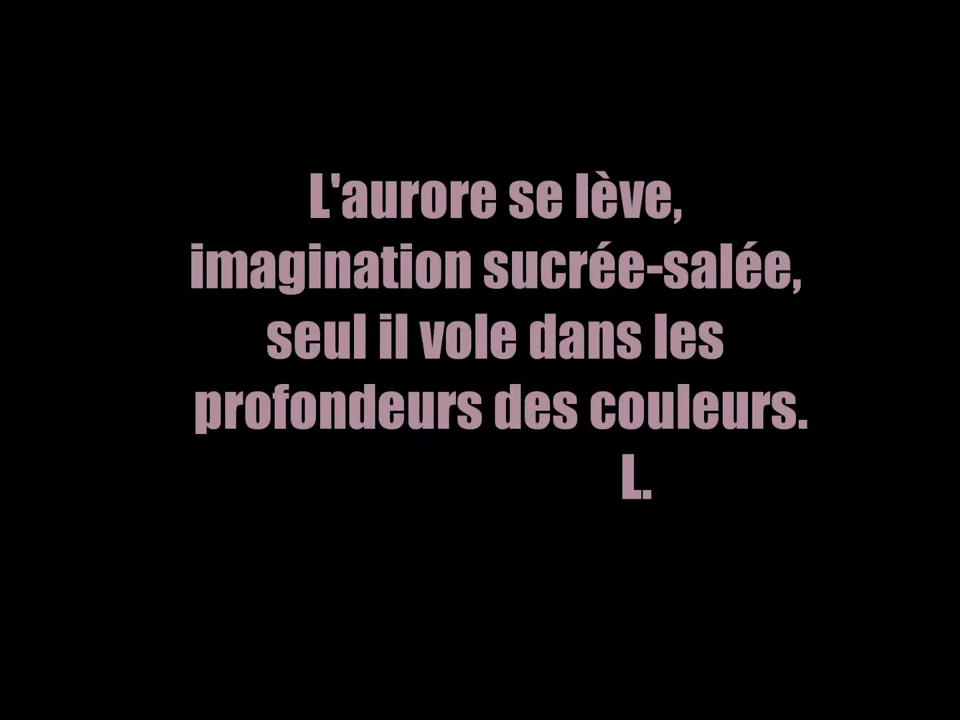 L'aurore se lève,
imagination sucrée-salée,
seul il vole dans les
profondeurs des couleurs.
L.